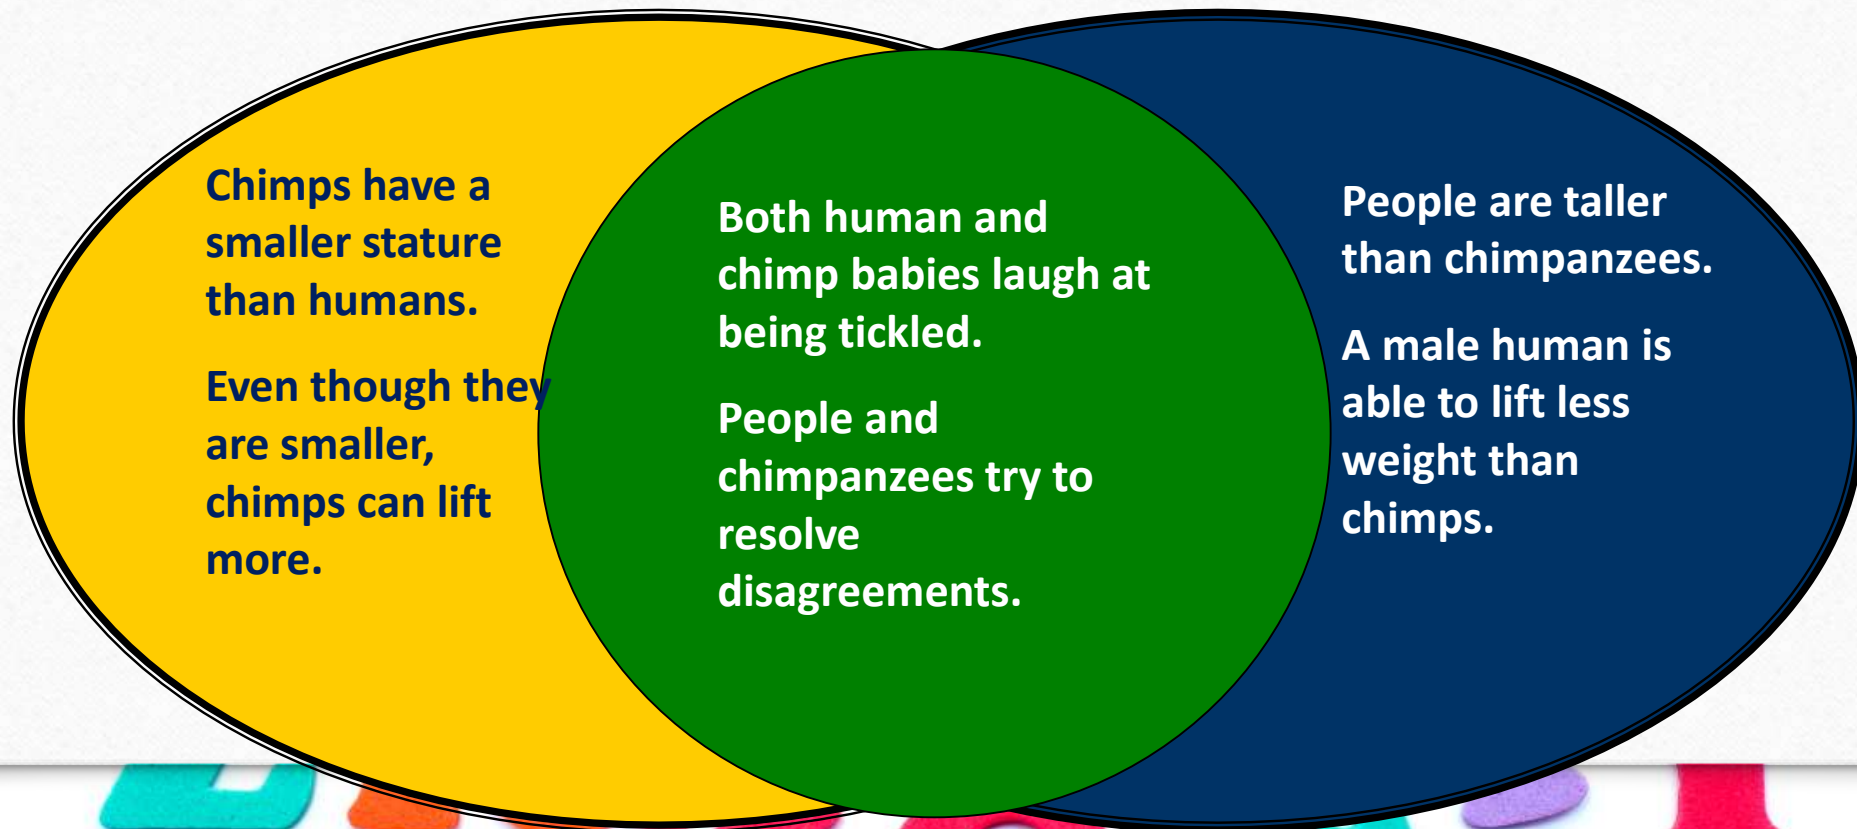 Chimps have a
smaller stature
than humans.
Even though they
are smaller,
chimps can lift
more.
Both human and
chimp babies laugh at
being tickled.
People and
chimpanzees try to
resolve
disagreements.
People are taller
than chimpanzees.
A male human is
able to lift less
weight than
chimps.